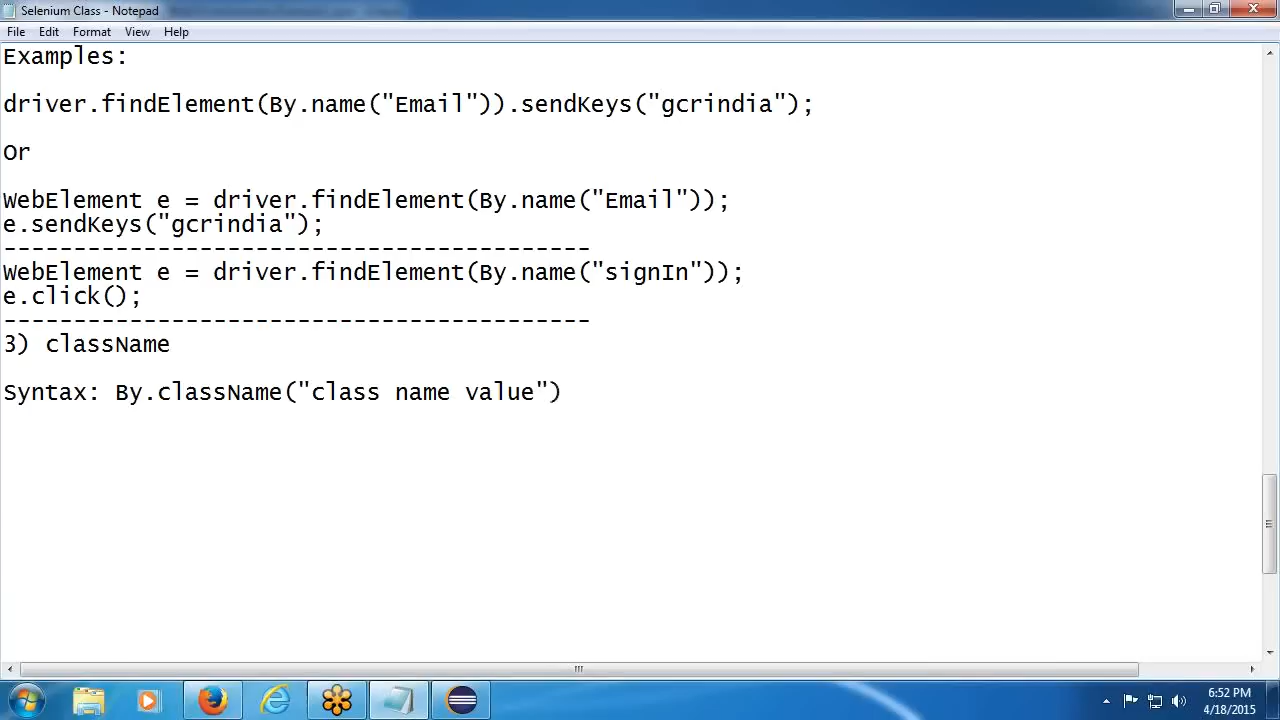 Selenium Class - Notepad
File Edit Format View Help
Examples:
driver.findElement(By.name("Email")).sendKeys("gcrindia");
Or
WebElement e = driver.findElement(By.name("Email"));
e.sendKeys("gcrindia");
------------------------------------------
WebElement e = driver.findElement(By.name("signIn"));
e.click();
------------------------------------------
3) className
Syntax: By.className("class name value")
6:52 PM
4/18/2015